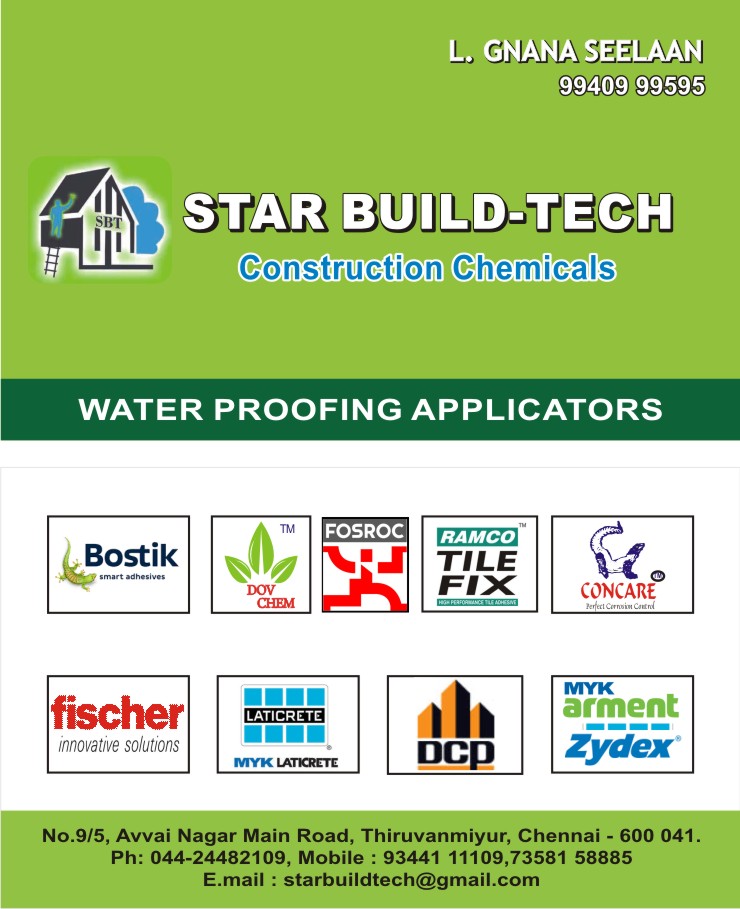 L. GNANA SEELAAN
99409 99595
SBT
STAR BUILD-TECH
Construction Chemicals
WATER PROOFING APPLICATORS
Bostik
smart adhesives
TM
DOV
CHEM
FOSROC
RAMCO
TM
TILE
FIX
HIGH PERFORMANCE TILE ADHESIVE
CONCARE
TM
Perfect Corrosion Control
fischer
innovative solutions
LATICRETE
®
MYK LATICRETE
DCP
MYK
arment
Zydex®
No.9/5, Avvai Nagar Main Road, Thiruvanmiyur, Chennai - 600 041.
Ph: 044-24482109, Mobile : 93441 11109,73581 58885
E.mail : starbuildtech@gmail.com